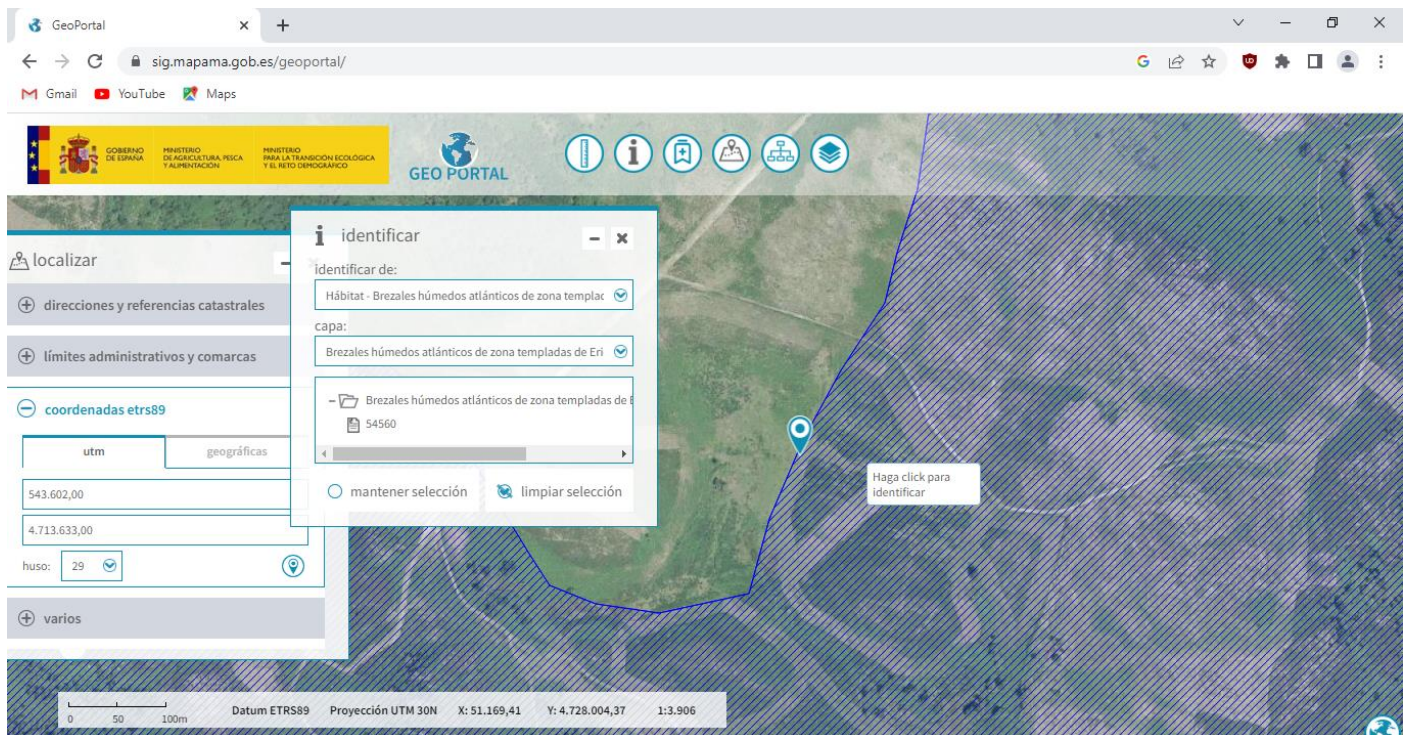 GeoPortal
sig.mapama.gob.es/geoportal/
Gmail YouTube Maps
GOBIERNO DE ESPAÑA
MINISTERIO DE AGRICULTURA, PESCA Y ALIMENTACIÓN
MINISTERIO PARA LA TRANSICIÓN ECOLÓGICA Y EL RETO DEMOGRÁFICO
GEO PORTAL
identificar
identificar de:
Hábitat - Brezales húmedos atlánticos de zona templac
capa:
Brezales húmedos atlánticos de zona templadas de Eri
Brezales húmedos atlánticos de zona templadas de E
54560
mantener selección
limpiar selección
localizar
direcciones y referencias catastrales
límites administrativos y comarcas
coordenadas etrs89
utm geográficas
543.602,00
4.713.633,00
huso: 29
varios
Haga click para
identificar
0 50 100m
Datum ETRS89 Proyección UTM 30N X: 51.169,41 Y: 4.728.004,37 1:3.906